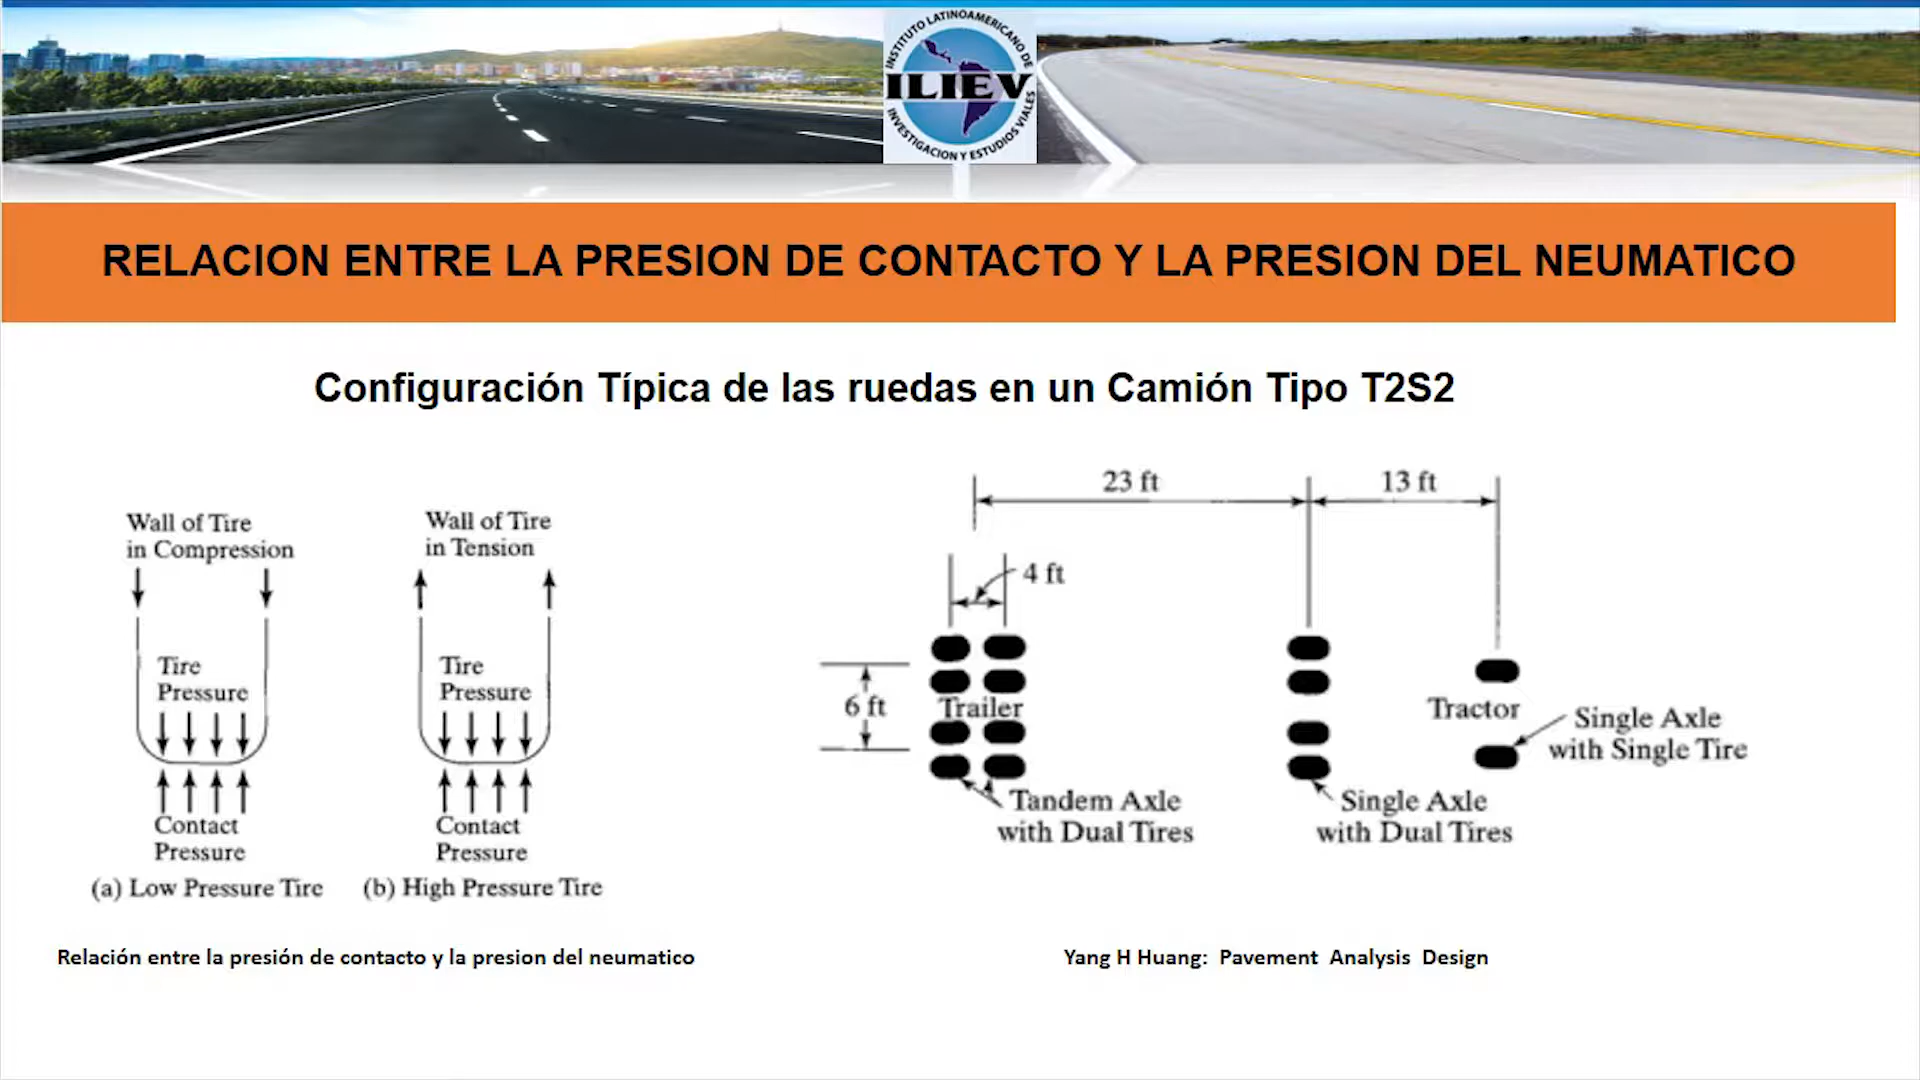 INSTITUTO LATINOAMERICANO DE
ILIEV
INVESTIGACION Y ESTUDIOS VIALES
RELACION ENTRE LA PRESION DE CONTACTO Y LA PRESION DEL NEUMATICO
Configuración Típica de las ruedas en un Camión Tipo T2S2
Wall of Tire
in Compression
Tire
Pressure
Contact
Pressure
(a) Low Pressure Tire
Wall of Tire
in Tension
Tire
Pressure
Contact
Pressure
(b) High Pressure Tire
Relación entre la presión de contacto y la presion del neumatico
23 ft
13 ft
4 ft
6 ft
Trailer
Tractor
Single Axle
with Single Tire
Tandem Axle
with Dual Tires
Single Axle
with Dual Tires
Yang H Huang: Pavement Analysis Design